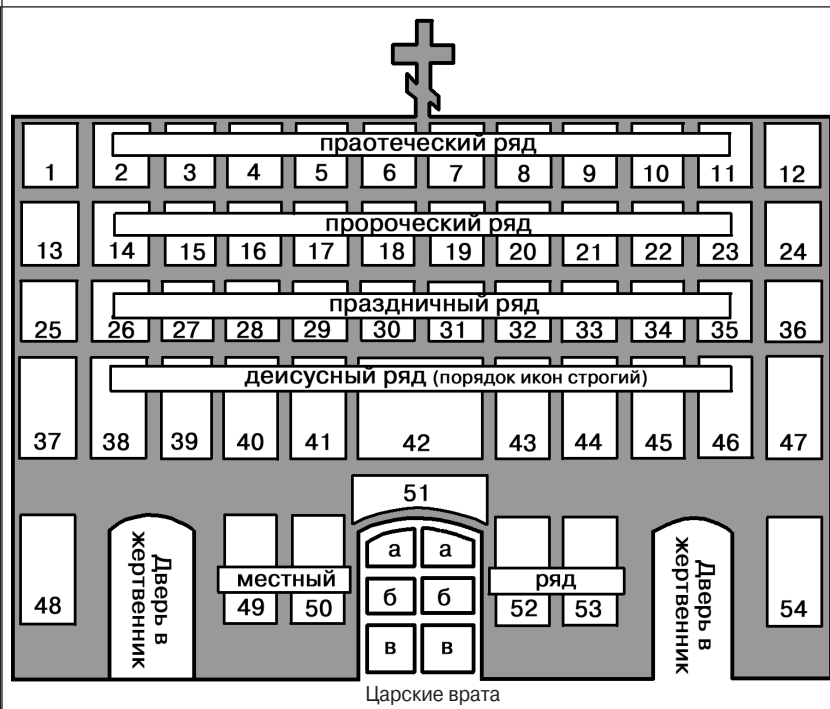 праотеческий ряд
1 2 3 4 5 6 7 8 9 10 11 12
пророческий ряд
13 14 15 16 17 18 19 20 21 22 23 24
праздничный ряд
25 26 27 28 29 30 31 32 33 34 35 36
деисусный ряд (порядок икон строгий)
37 38 39 40 41 42 43 44 45 46 47
51
Дверь в
жертвенник
а а
местный
ряд
б б
48 49 50 52 53 54
в в
Дверь в
жертвенник
Царские врата